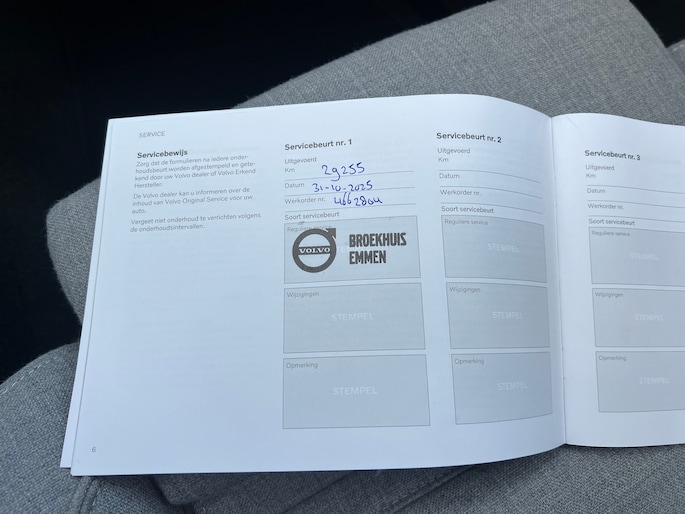 SERVICE
Servicebewijs
Zorg dat de formulieren na iedere onder-
houdsbeurt worden afgestempeld en gete-
kend door uw Volvo dealer of Volvo Erkend
Hersteller.
De Volvo dealer kan u informeren over de
inhoud van Volvo Original Service voor uw
auto.
Vergeet niet onderhoud te verrichten volgens
de onderhoudsintervallen.
6
Servicebeurt nr. 1
Uitgevoerd
Km 29255
Datum 31-10-2025
Werkorder nr. 4662804
Soort servicebeurt
Reguliere service
VOLVO
BROEKHUIS
EMMEN
Wijzigingen
STEMPEL
Opmerking
STEMPEL
Servicebeurt nr. 2
Uitgevoerd
Km
Datum
Werkorder nr.
Soort servicebeurt
Reguliere service
STEMPEL
Wijzigingen
STEMPEL
Opmerking
STEMPEL
Servicebeurt nr. 3
Uitgevoerd
Km
Datum
Werkorder nr.
Soort servicebeurt
Reguliere service
STEMPEL
Wijzigingen
STEMPEL
Opmerking
STEMPEL